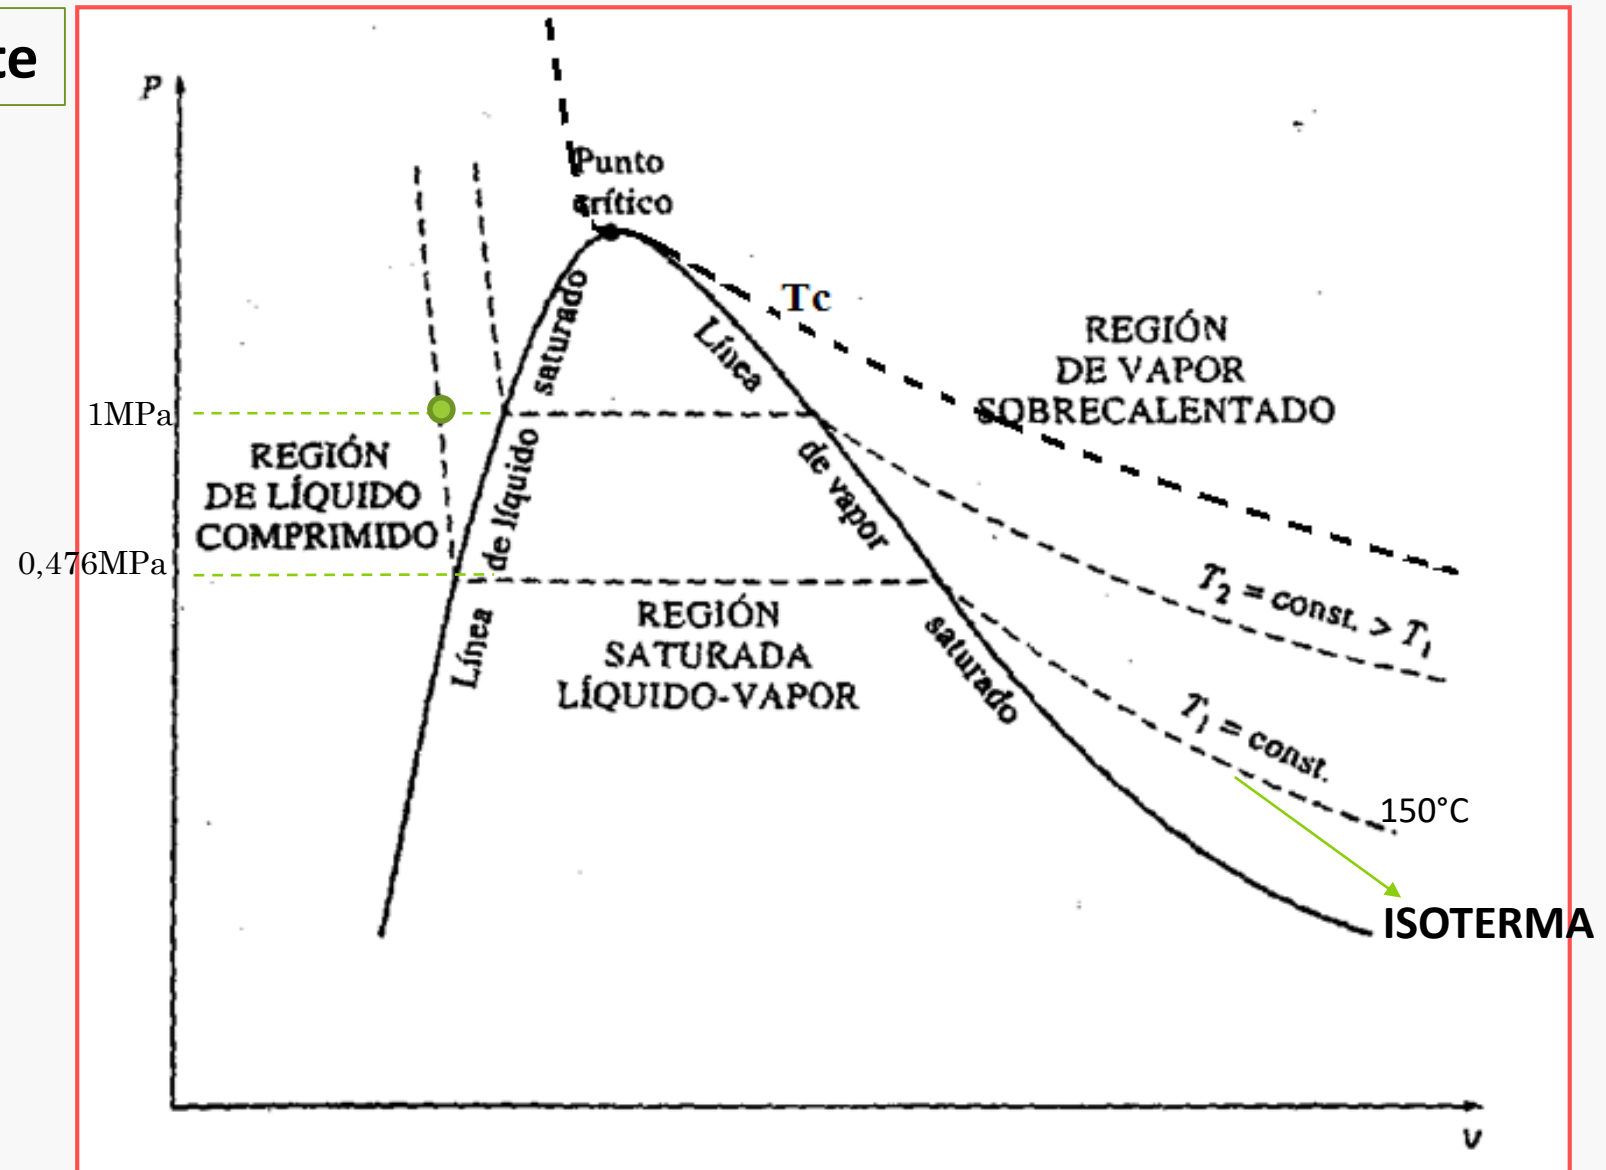 te
P
Punto
crítico
Tc
Línea de líquido saturado
Línea de vapor saturado
REGIÓN
DE VAPOR
SOBRECALENTADO
1MPa
REGIÓN
DE LÍQUIDO
COMPRIMIDO
0,476MPa
REGIÓN
SATURADA
LÍQUIDO-VAPOR
T₂ = const. > T₁
T₁ = const.
150°C
ISOTERMA
v